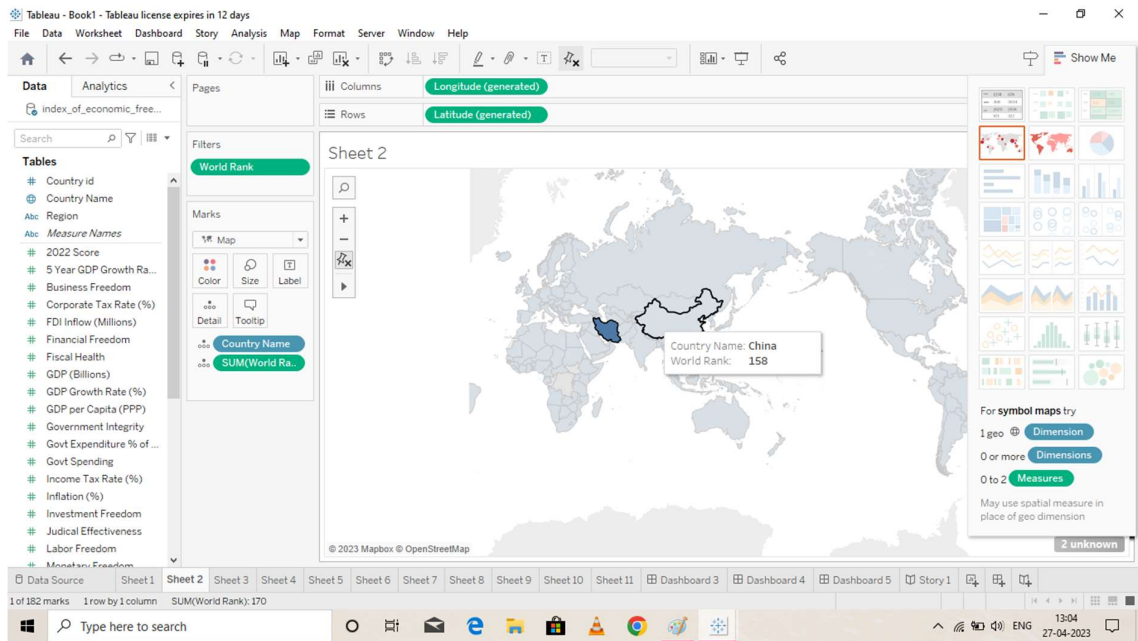 Tableau - Book1 - Tableau license expires in 12 days
File Data Worksheet Dashboard Story Analysis Map Format Server Window Help
Show Me
Data Analytics
index_of_economic_free...
Search
Tables
# Country id
Country Name
Abc Region
Abc Measure Names
# 2022 Score
# 5 Year GDP Growth Ra...
# Business Freedom
# Corporate Tax Rate (%)
# FDI Inflow (Millions)
# Financial Freedom
# Fiscal Health
# GDP (Billions)
# GDP Growth Rate (%)
# GDP per Capita (PPP)
# Government Integrity
# Govt Expenditure % of ...
# Govt Spending
# Income Tax Rate (%)
# Inflation (%)
# Investment Freedom
# Judical Effectiveness
# Labor Freedom
# Monetary Freedom
Pages
Filters
World Rank
Marks
Map
Color Size Label
Detail Tooltip
Country Name
SUM(World Ra..
Columns Longitude (generated)
Rows Latitude (generated)
Sheet 2
Country Name: China
World Rank: 158
© 2023 Mapbox © OpenStreetMap
2 unknown
For symbol maps try
1 geo Dimension
0 or more Dimensions
0 to 2 Measures
May use spatial measure in
place of geo dimension
Data Source Sheet 1 Sheet 2 Sheet 3 Sheet 4 Sheet 5 Sheet 6 Sheet 7 Sheet 8 Sheet 9 Sheet 10 Sheet 11 Dashboard 3 Dashboard 4 Dashboard 5 Story 1
1 of 182 marks 1 row by 1 column SUM(World Rank): 170
Type here to search
ENG
13:04
27-04-2023